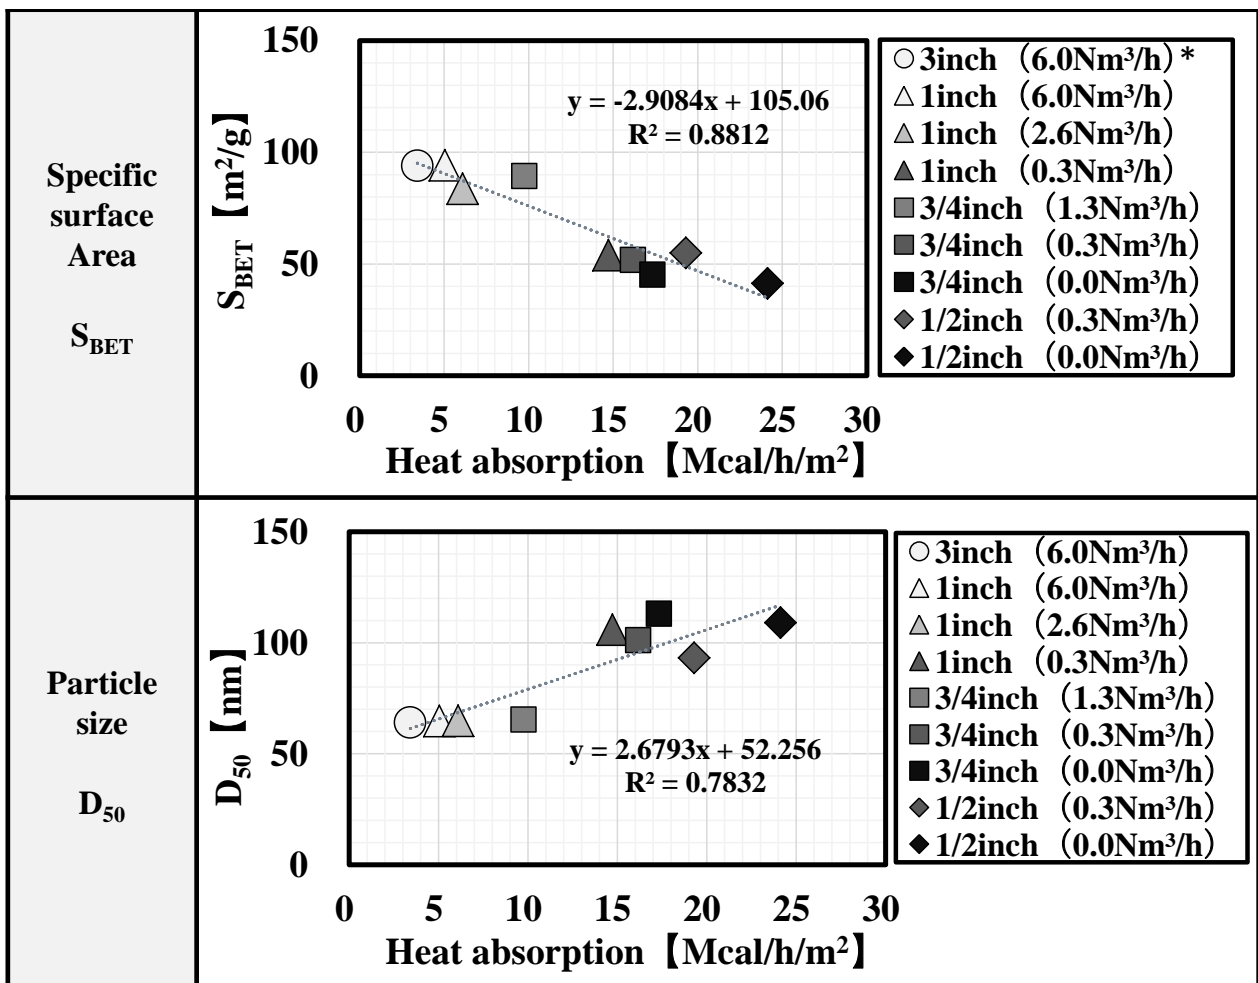 Specific
surface
Area
S_BET
S_BET【m²/g】
150
100
50
0
y = -2.9084x + 105.06
R² = 0.8812
0 5 10 15 20 25 30
Heat absorption【Mcal/h/m²】
3inch（6.0Nm³/h）*
1inch（6.0Nm³/h）
1inch（2.6Nm³/h）
1inch（0.3Nm³/h）
3/4inch（1.3Nm³/h）
3/4inch（0.3Nm³/h）
3/4inch（0.0Nm³/h）
1/2inch（0.3Nm³/h）
1/2inch（0.0Nm³/h）
Particle
size
D₅₀
D₅₀【nm】
150
100
50
0
y = 2.6793x + 52.256
R² = 0.7832
0 5 10 15 20 25 30
Heat absorption【Mcal/h/m²】
3inch（6.0Nm³/h）
1inch（6.0Nm³/h）
1inch（2.6Nm³/h）
1inch（0.3Nm³/h）
3/4inch（1.3Nm³/h）
3/4inch（0.3Nm³/h）
3/4inch（0.0Nm³/h）
1/2inch（0.3Nm³/h）
1/2inch（0.0Nm³/h）